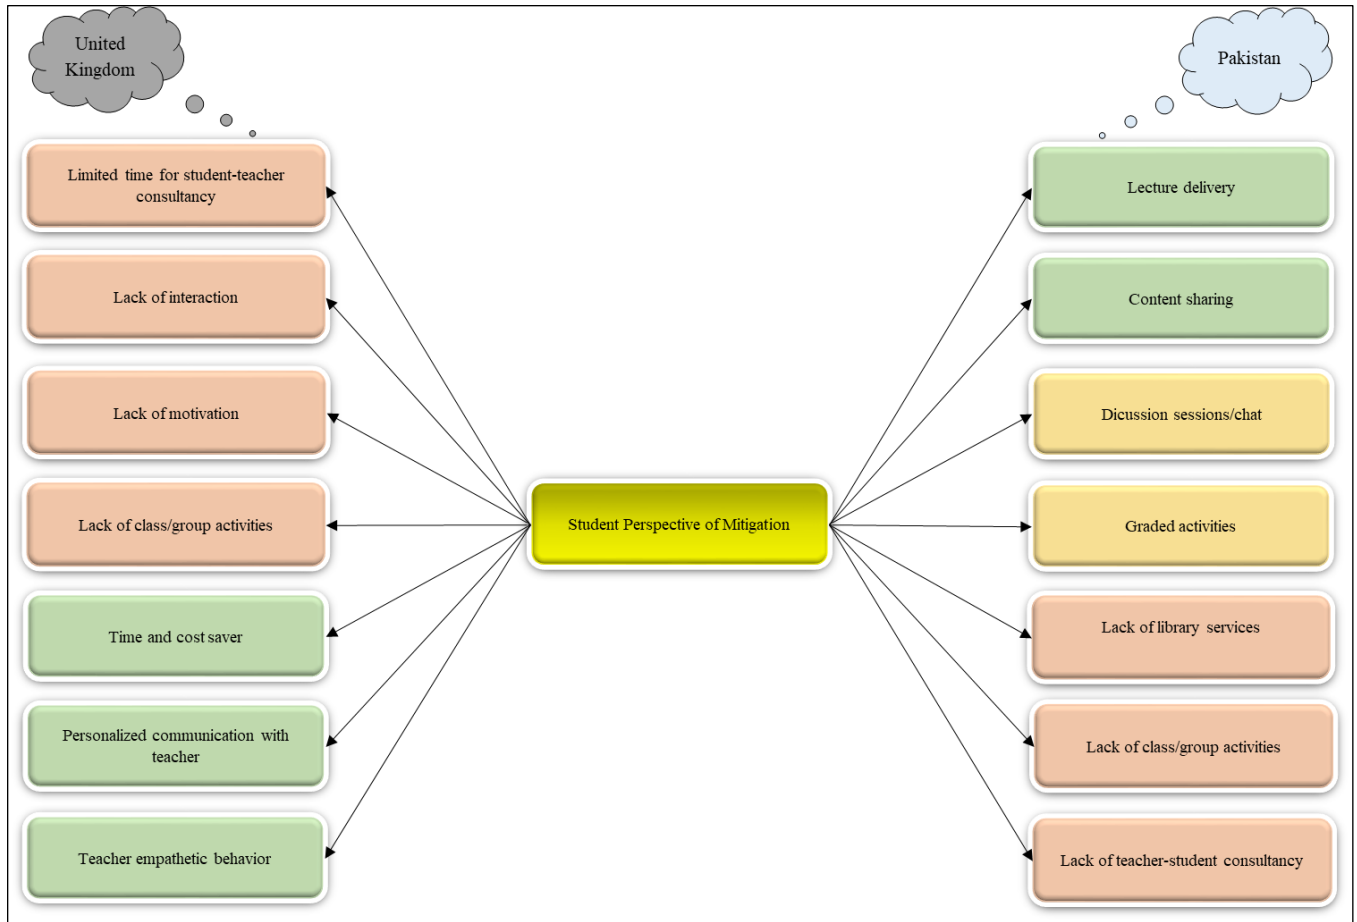 United
Kingdom
Pakistan
Limited time for student-teacher
consultancy
Lack of interaction
Lack of motivation
Lack of class/group activities
Time and cost saver
Personalized communication with
teacher
Teacher empathetic behavior
Student Perspective of Mitigation
Lecture delivery
Content sharing
Dicussion sessions/chat
Graded activities
Lack of library services
Lack of class/group activities
Lack of teacher-student consultancy